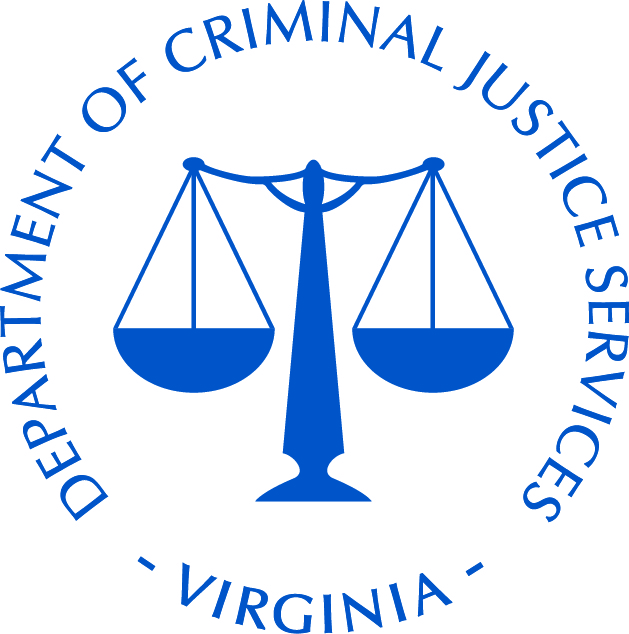 DEPARTMENT OF CRIMINAL JUSTICE SERVICES
- VIRGINIA -